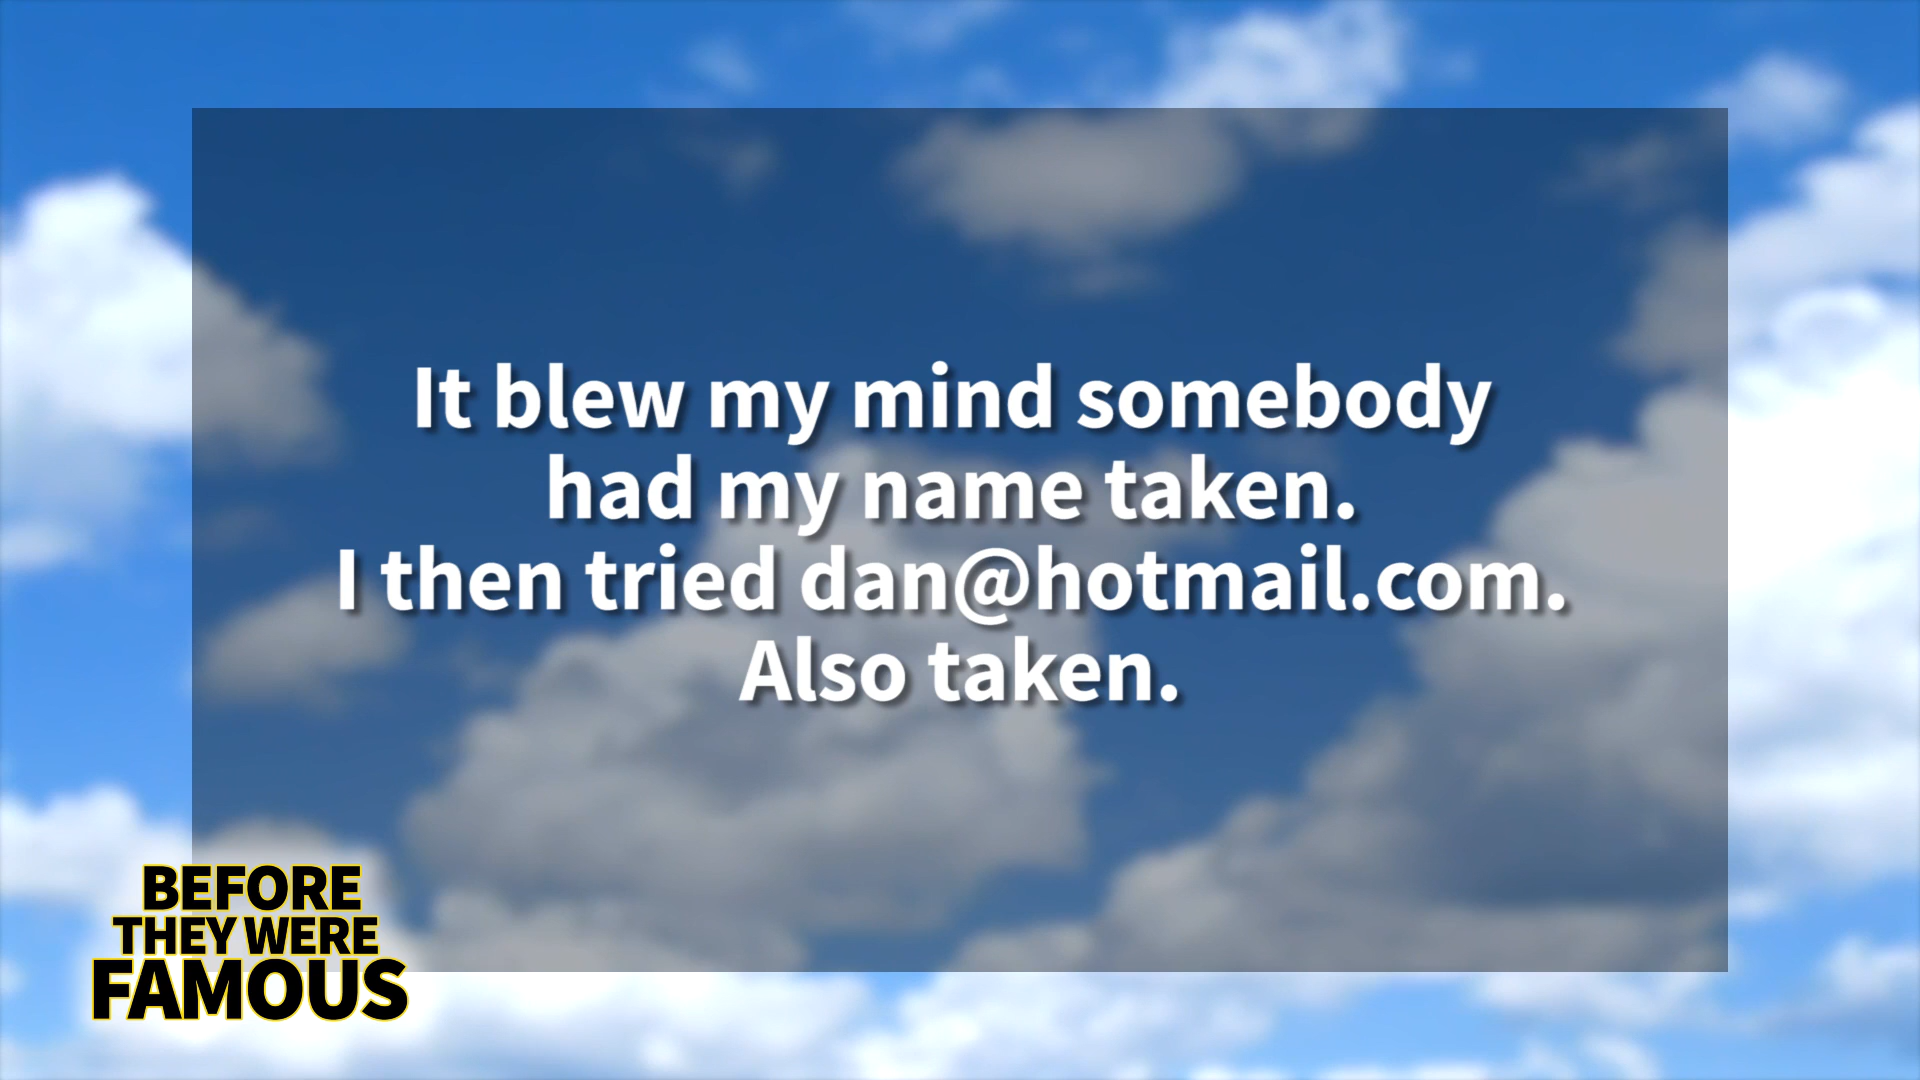 It blew my mind somebody
had my name taken.
I then tried dan@hotmail.com.
Also taken.
BEFORE
THEY WERE
FAMOUS